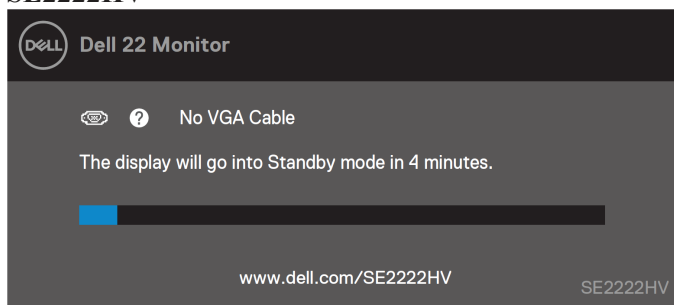 SE2222HV
DELL Dell 22 Monitor
? No VGA Cable
The display will go into Standby mode in 4 minutes.
www.dell.com/SE2222HV
SE2222HV